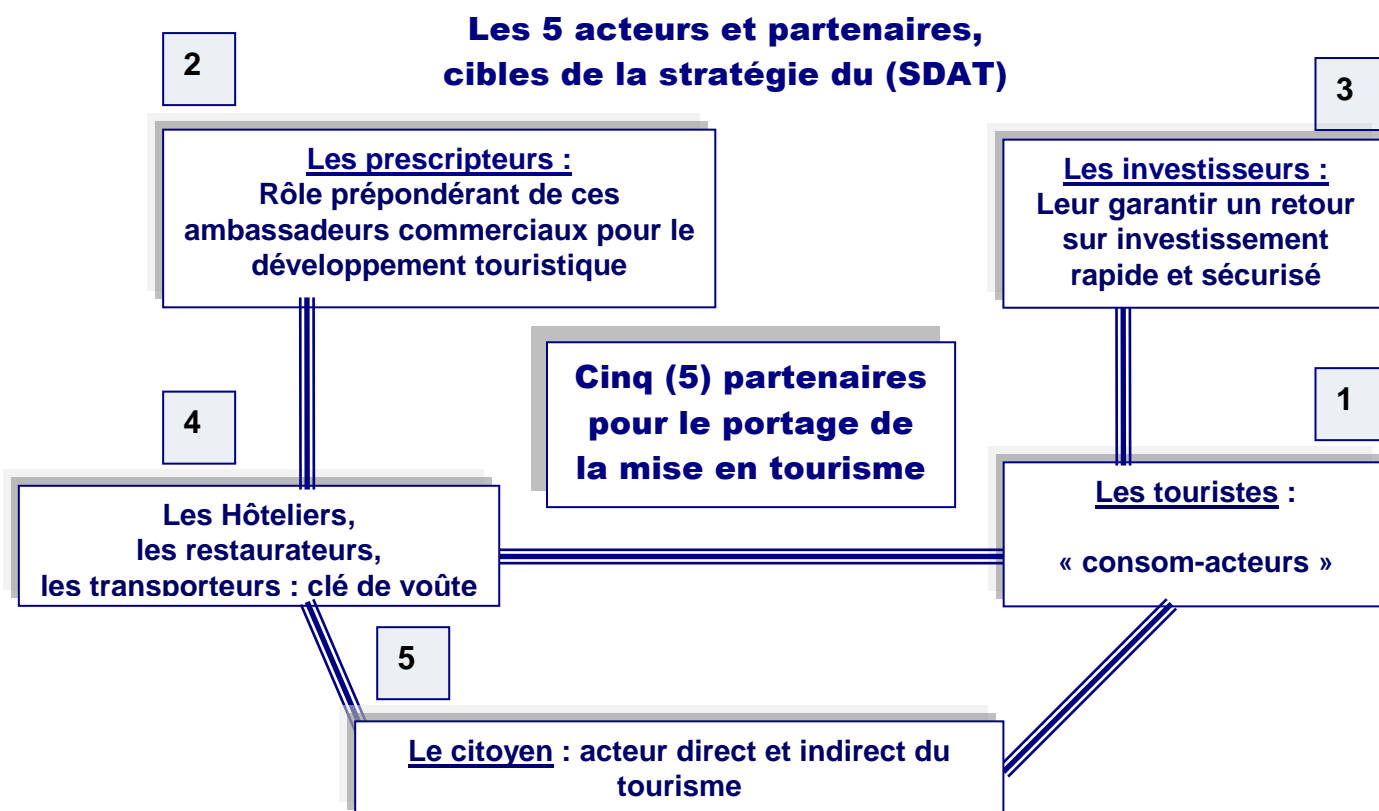 Les 5 acteurs et partenaires,
cibles de la stratégie du (SDAT)
2
Les prescripteurs :
Rôle prépondérant de ces
ambassadeurs commerciaux pour le
développement touristique
3
Les investisseurs :
Leur garantir un retour
sur investissement
rapide et sécurisé
Cinq (5) partenaires
pour le portage de
la mise en tourisme
4
Les Hôteliers,
les restaurateurs,
les transporteurs : clé de voûte
1
Les touristes :
« consom-acteurs »
5
Le citoyen : acteur direct et indirect du
tourisme